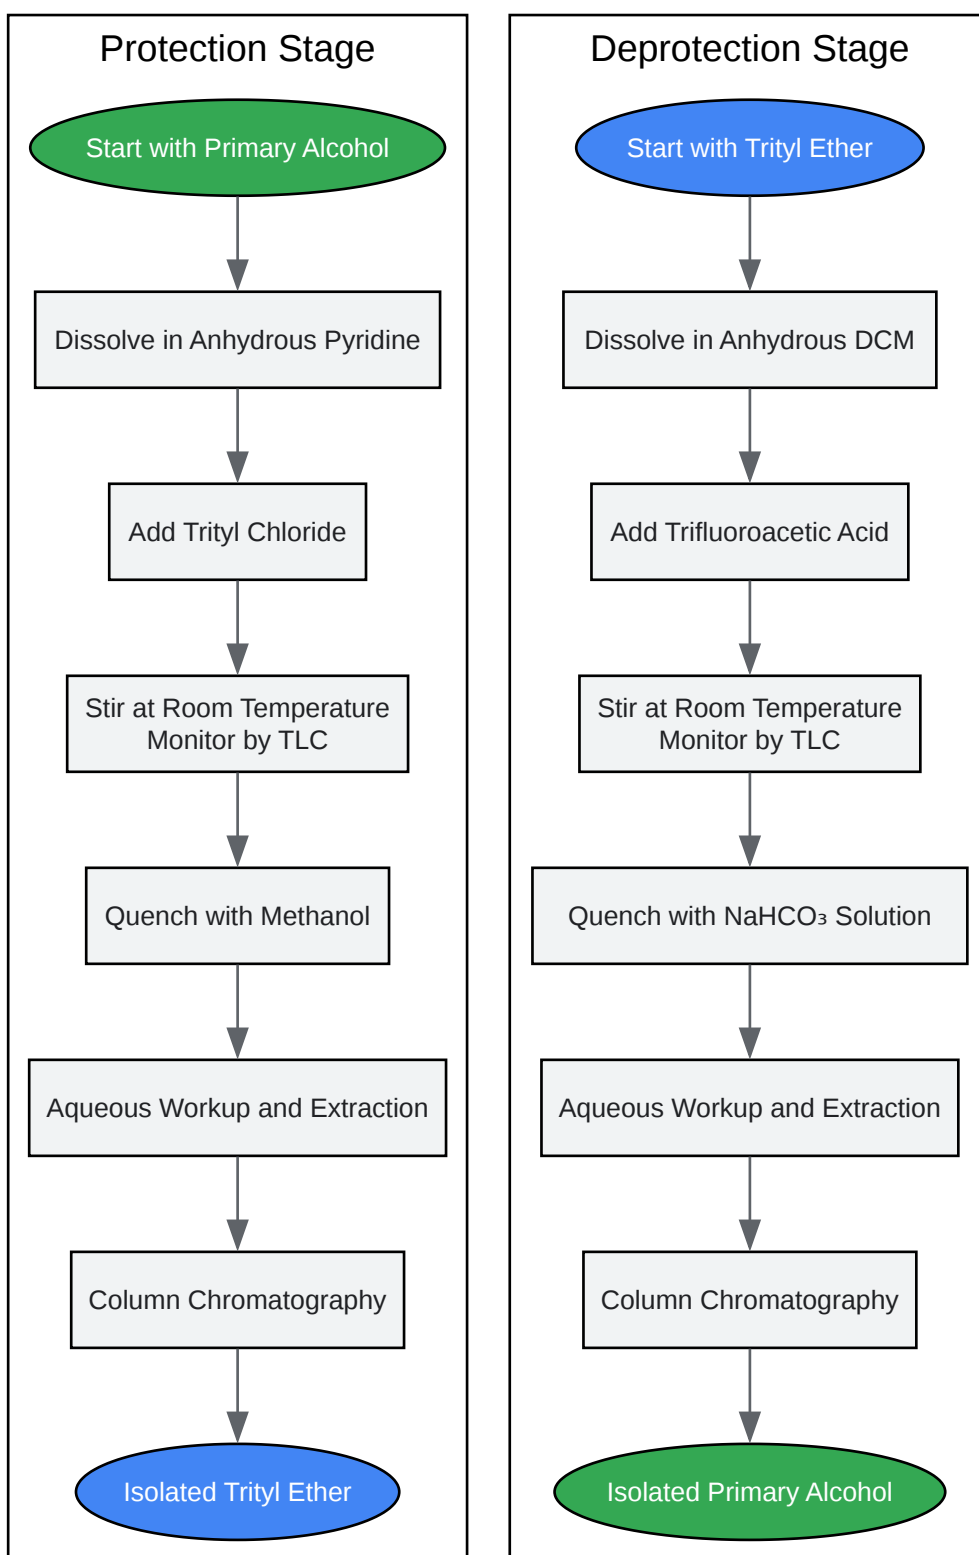 Protection Stage
Start with Primary Alcohol
Dissolve in Anhydrous Pyridine
Add Trityl Chloride
Stir at Room Temperature
Monitor by TLC
Quench with Methanol
Aqueous Workup and Extraction
Column Chromatography
Isolated Trityl Ether
Deprotection Stage
Start with Trityl Ether
Dissolve in Anhydrous DCM
Add Trifluoroacetic Acid
Stir at Room Temperature
Monitor by TLC
Quench with NaHCO₃ Solution
Aqueous Workup and Extraction
Column Chromatography
Isolated Primary Alcohol